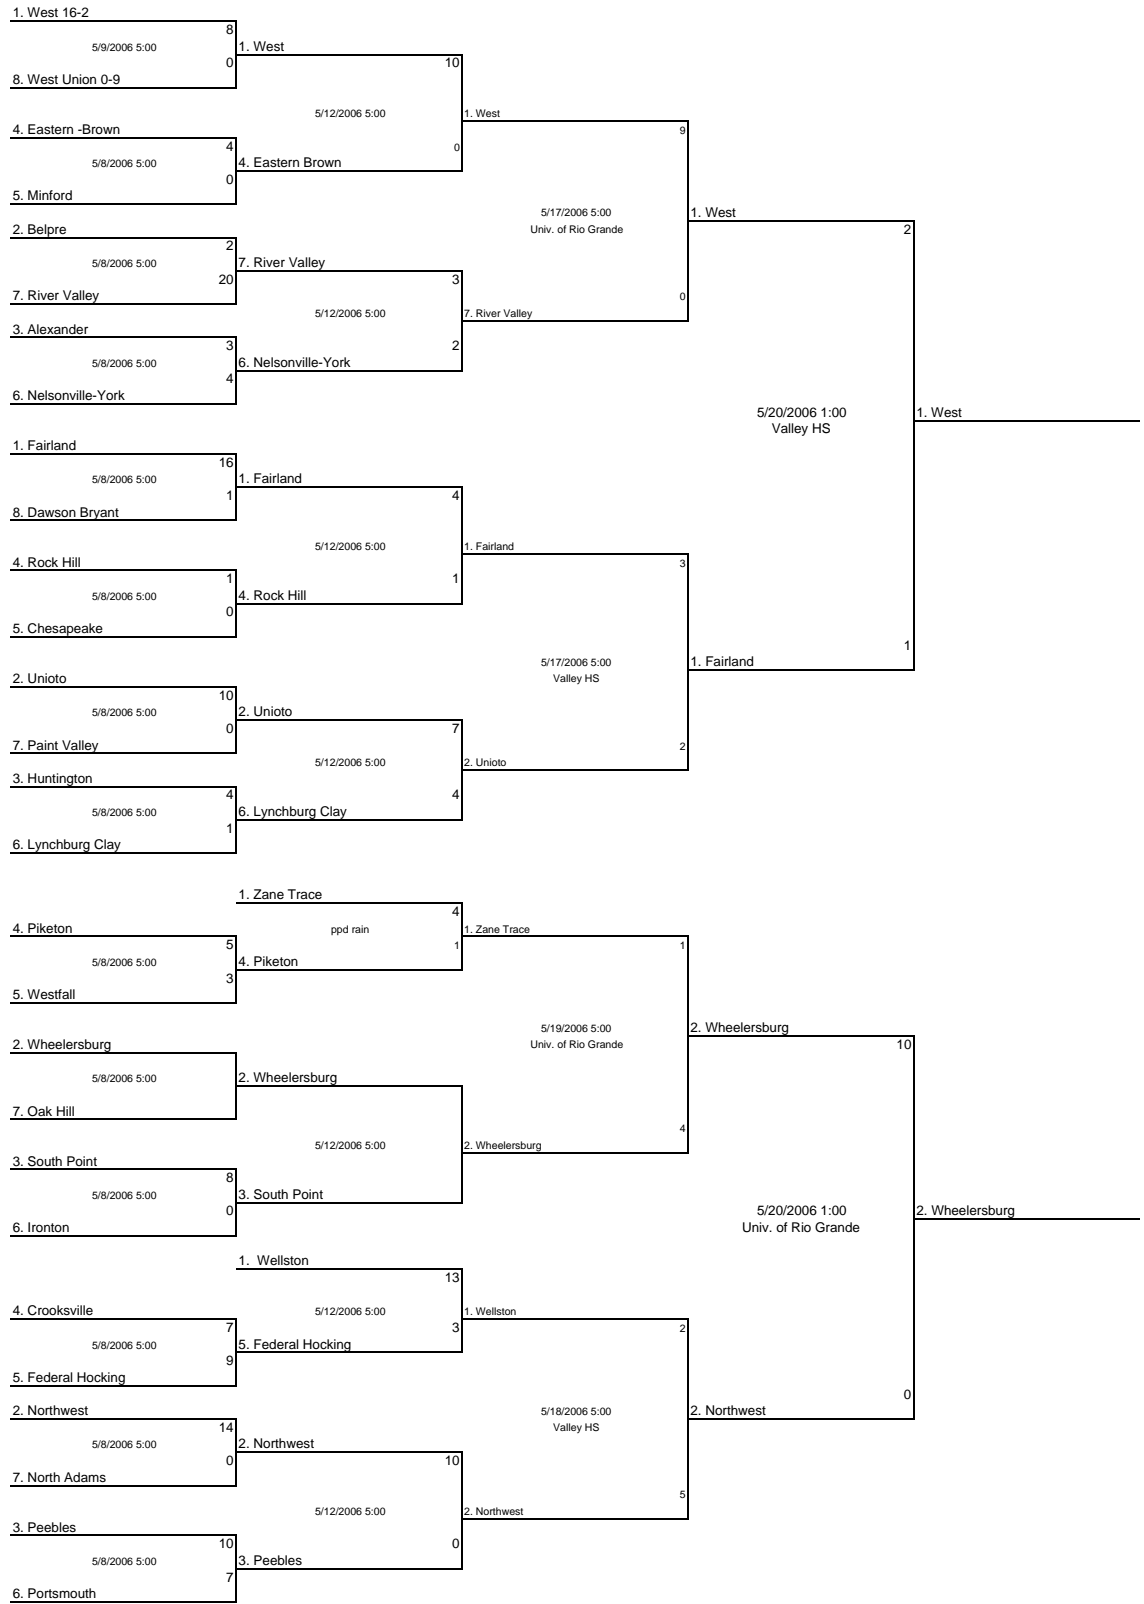 1. West 16-2
8
5/9/2006 5:00
1. West
0
10
8. West Union 0-9
5/12/2006 5:00
1. West
4. Eastern -Brown
9
4
0
5/8/2006 5:00
4. Eastern Brown
0
5. Minford
5/17/2006 5:00
1. West
Univ. of Rio Grande
2
2. Belpre
2
5/8/2006 5:00
7. River Valley
20
3
7. River Valley
0
5/12/2006 5:00
7. River Valley
3. Alexander
3
2
5/8/2006 5:00
6. Nelsonville-York
4
6. Nelsonville-York
5/20/2006 1:00
1. West
Valley HS
1. Fairland
16
5/8/2006 5:00
1. Fairland
1
4
8. Dawson Bryant
5/12/2006 5:00
1. Fairland
4. Rock Hill
3
1
1
5/8/2006 5:00
4. Rock Hill
0
5. Chesapeake
1
5/17/2006 5:00
1. Fairland
Valley HS
2. Unioto
10
5/8/2006 5:00
2. Unioto
0
7
7. Paint Valley
2
5/12/2006 5:00
2. Unioto
3. Huntington
4
4
5/8/2006 5:00
6. Lynchburg Clay
1
6. Lynchburg Clay
1. Zane Trace
4
4. Piketon
ppd rain
1. Zane Trace
5
1
1
5/8/2006 5:00
4. Piketon
3
5. Westfall
5/19/2006 5:00
2. Wheelersburg
Univ. of Rio Grande
10
2. Wheelersburg
5/8/2006 5:00
2. Wheelersburg
7. Oak Hill
4
5/12/2006 5:00
2. Wheelersburg
3. South Point
8
5/8/2006 5:00
3. South Point
0
6. Ironton
5/20/2006 1:00
2. Wheelersburg
Univ. of Rio Grande
1.  Wellston
13
4. Crooksville
5/12/2006 5:00
1. Wellston
7
3
2
5/8/2006 5:00
5. Federal Hocking
9
5. Federal Hocking
0
2. Northwest
5/18/2006 5:00
2. Northwest
14
Valley HS
5/8/2006 5:00
2. Northwest
0
10
7. North Adams
5
5/12/2006 5:00
2. Northwest
3. Peebles
10
0
5/8/2006 5:00
3. Peebles
7
6. Portsmouth